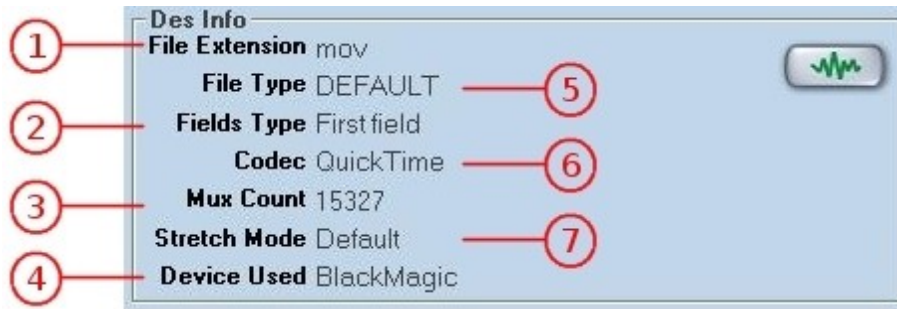 Des Info
1 File Extension mov
File Type DEFAULT 5
2 Fields Type First field
Codec QuickTime 6
3 Mux Count 15327
Stretch Mode Default 7
4 Device Used BlackMagic